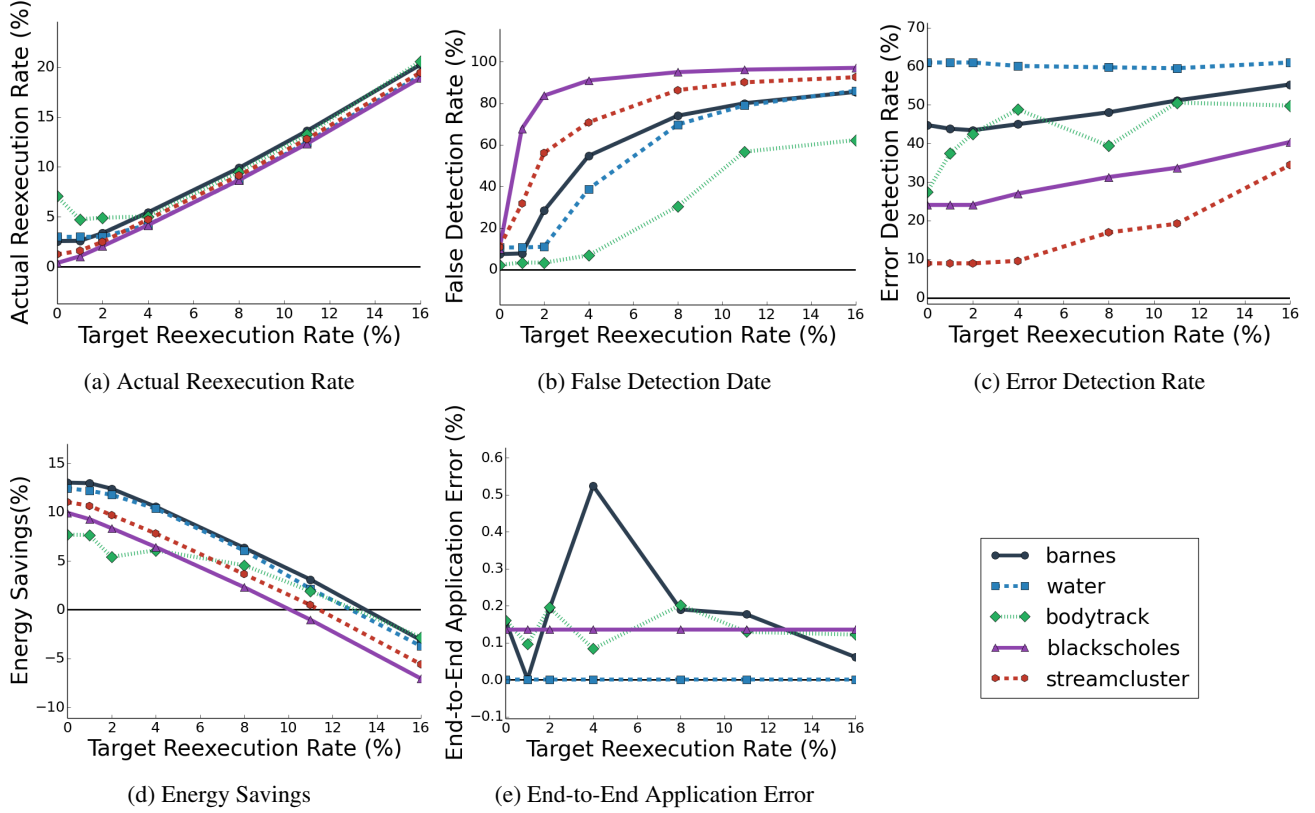 Actual Reexecution Rate (%)
20
15
10
5
0
0 2 4 6 8 10 12 14 16
Target Reexecution Rate (%)
(a) Actual Reexecution Rate
False Detection Rate (%)
100
80
60
40
20
0
0 2 4 6 8 10 12 14 16
Target Reexecution Rate (%)
(b) False Detection Date
Error Detection Rate (%)
70
60
50
40
30
20
10
0
0 2 4 6 8 10 12 14 16
Target Reexecution Rate (%)
(c) Error Detection Rate
Energy Savings(%)
15
10
5
0
−5
−10
0 2 4 6 8 10 12 14 16
Target Reexecution Rate (%)
(d) Energy Savings
End-to-End Application Error (%)
0.6
0.5
0.4
0.3
0.2
0.1
0.0
−0.1
0 2 4 6 8 10 12 14 16
Target Reexecution Rate (%)
(e) End-to-End Application Error
barnes
water
bodytrack
blackscholes
streamcluster